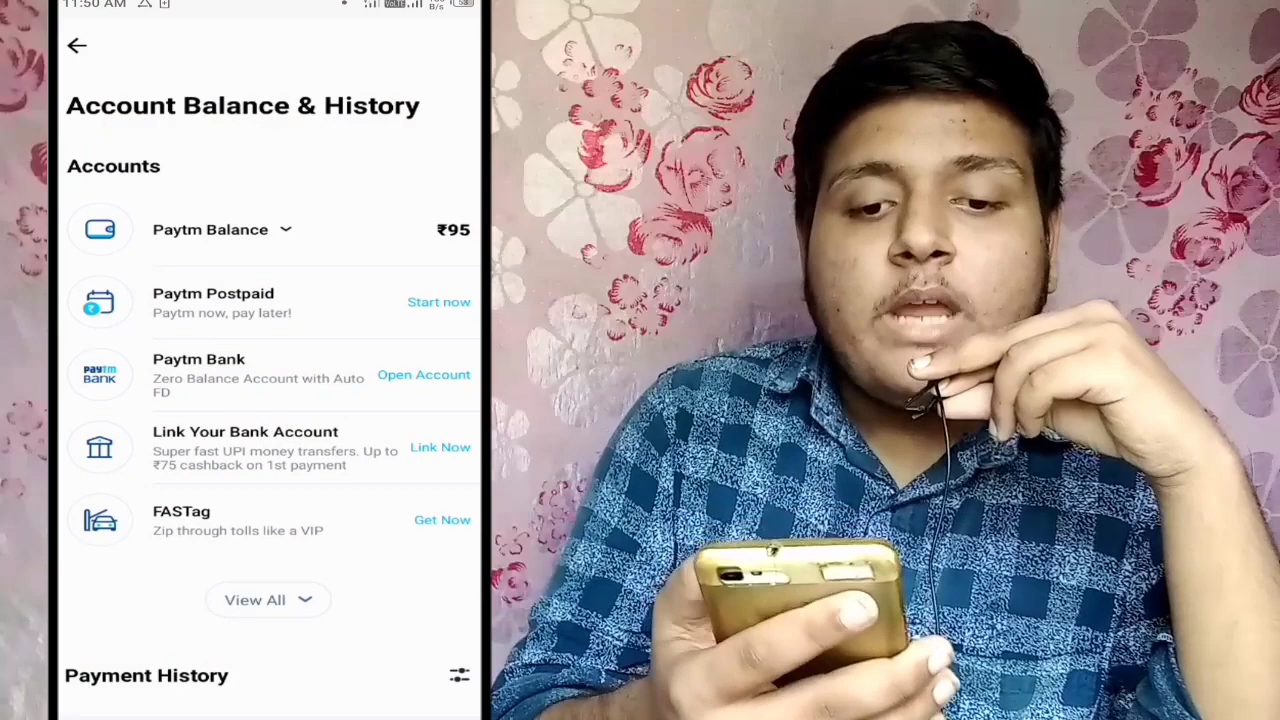 11:50 AM
B/s
Account Balance & History
Accounts
Paytm Balance
₹95
Paytm Postpaid
Paytm now, pay later!
Start now
paytm
BANK
Paytm Bank
Zero Balance Account with Auto
FD
Open Account
Link Your Bank Account
Super fast UPI money transfers. Up to
₹75 cashback on 1st payment
Link Now
FASTag
Zip through tolls like a VIP
Get Now
View All
Payment History